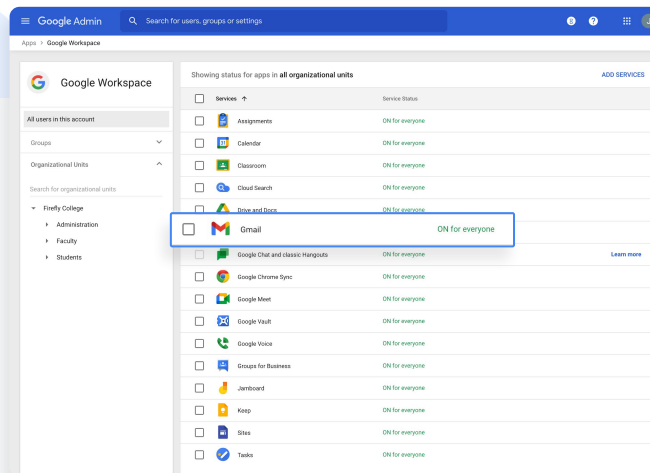 Google Admin
Search for users, groups or settings
Apps > Google Workspace
Google Workspace
All users in this account
Groups
Organizational Units
Search for organizational units
Firefly College
Administration
Faculty
Students
Showing status for apps in all organizational units
ADD SERVICES
Services ↑ Service Status
Assignments ON for everyone
Calendar ON for everyone
Classroom ON for everyone
Cloud Search ON for everyone
Drive and Docs ON for everyone
Gmail ON for everyone
Google Chat and classic Hangouts ON for everyone Learn more
Google Chrome Sync ON for everyone
Google Meet ON for everyone
Google Vault ON for everyone
Google Voice ON for everyone
Groups for Business ON for everyone
Jamboard ON for everyone
Keep ON for everyone
Sites ON for everyone
Tasks ON for everyone